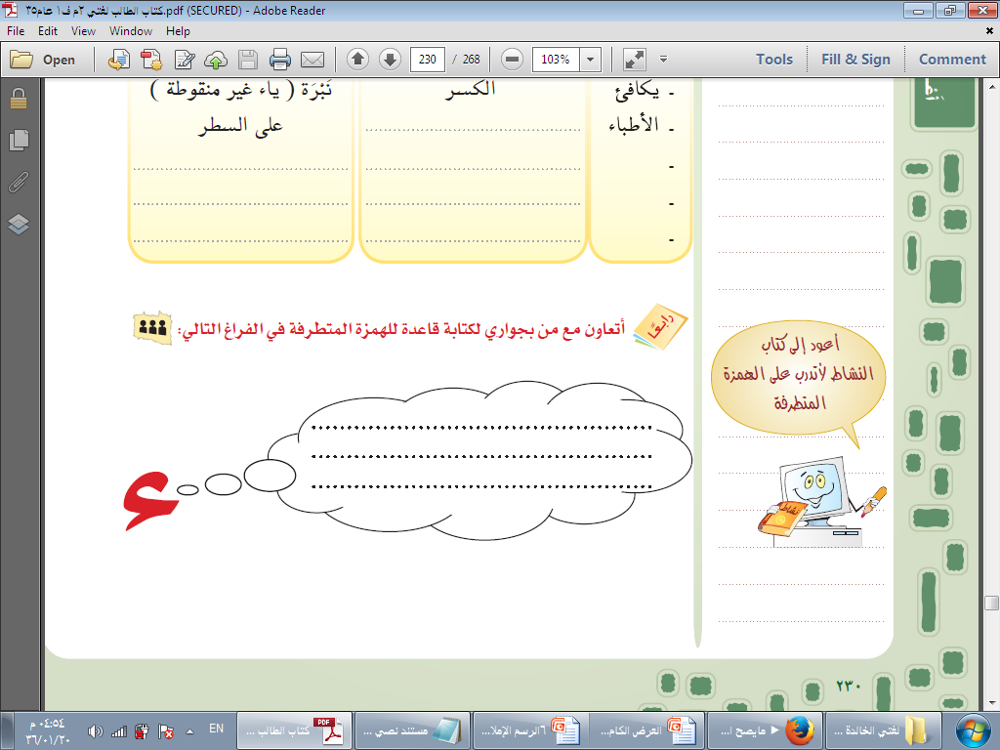 كتاب الطالب لغتي ٢م ف١ عام٣٥.pdf (SECURED) - Adobe Reader
File Edit View Window Help
Open 230 / 268 103% Tools Fill & Sign Comment
- يكافئ الكسر نَبْرَة ( ياء غير منقوطة )
- الأطباء على السطر
-
-
-
رابعًا أتعاون مع من بجواري لكتابة قاعدة للهمزة المتطرفة في الفراغ التالي:
أعود إلى كتاب
النشاط لأتدرب على الهمزة
المتطرفة
نشاط
ء
٢٣٠
لغتي الخالدة ... مايصح ا... العرض الكام... ٦الرسم الإملا... مستند نصي ... كتاب الطالب ... EN ٠٤:٥٤ م
٣٦/٠١/٢٠